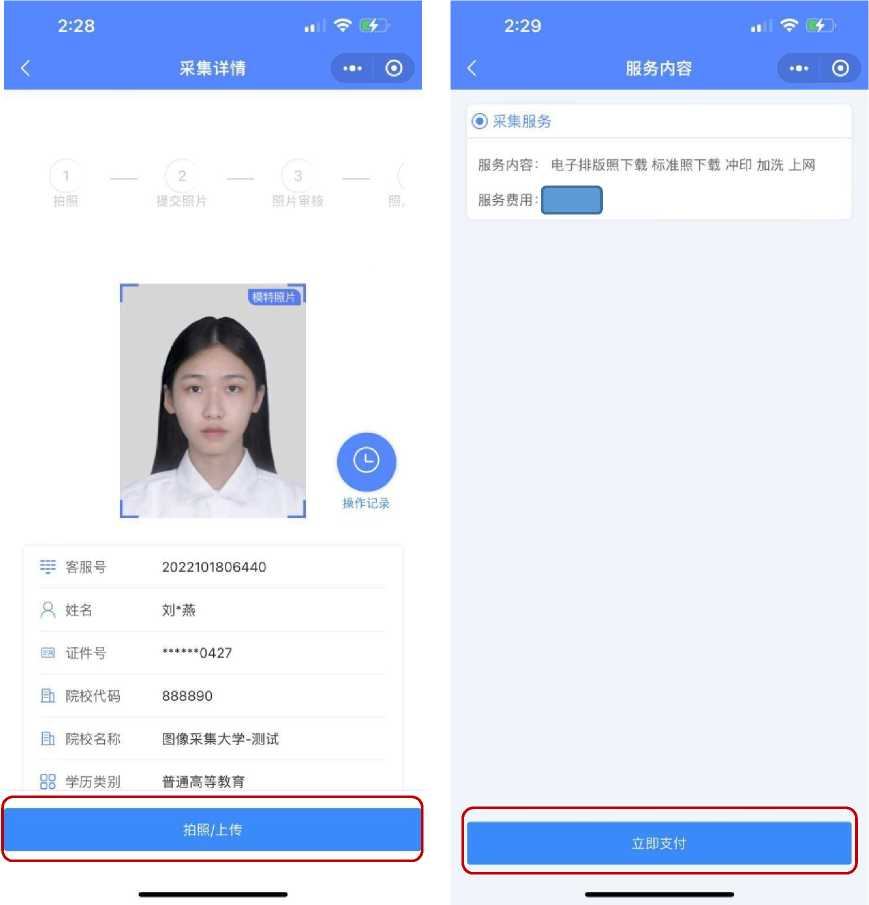 2:28
采集详情
1
2
3
拍照
提交照片
照片审核
照
模特照片
操作记录
客服号 2022101806440
姓名 刘*燕
证件号 ******0427
院校代码 888890
院校名称 图像采集大学-测试
学历类别 普通高等教育
拍照/上传
2:29
服务内容
采集服务
服务内容: 电子排版照下载 标准照下载 冲印 加洗 上网
服务费用:
立即支付